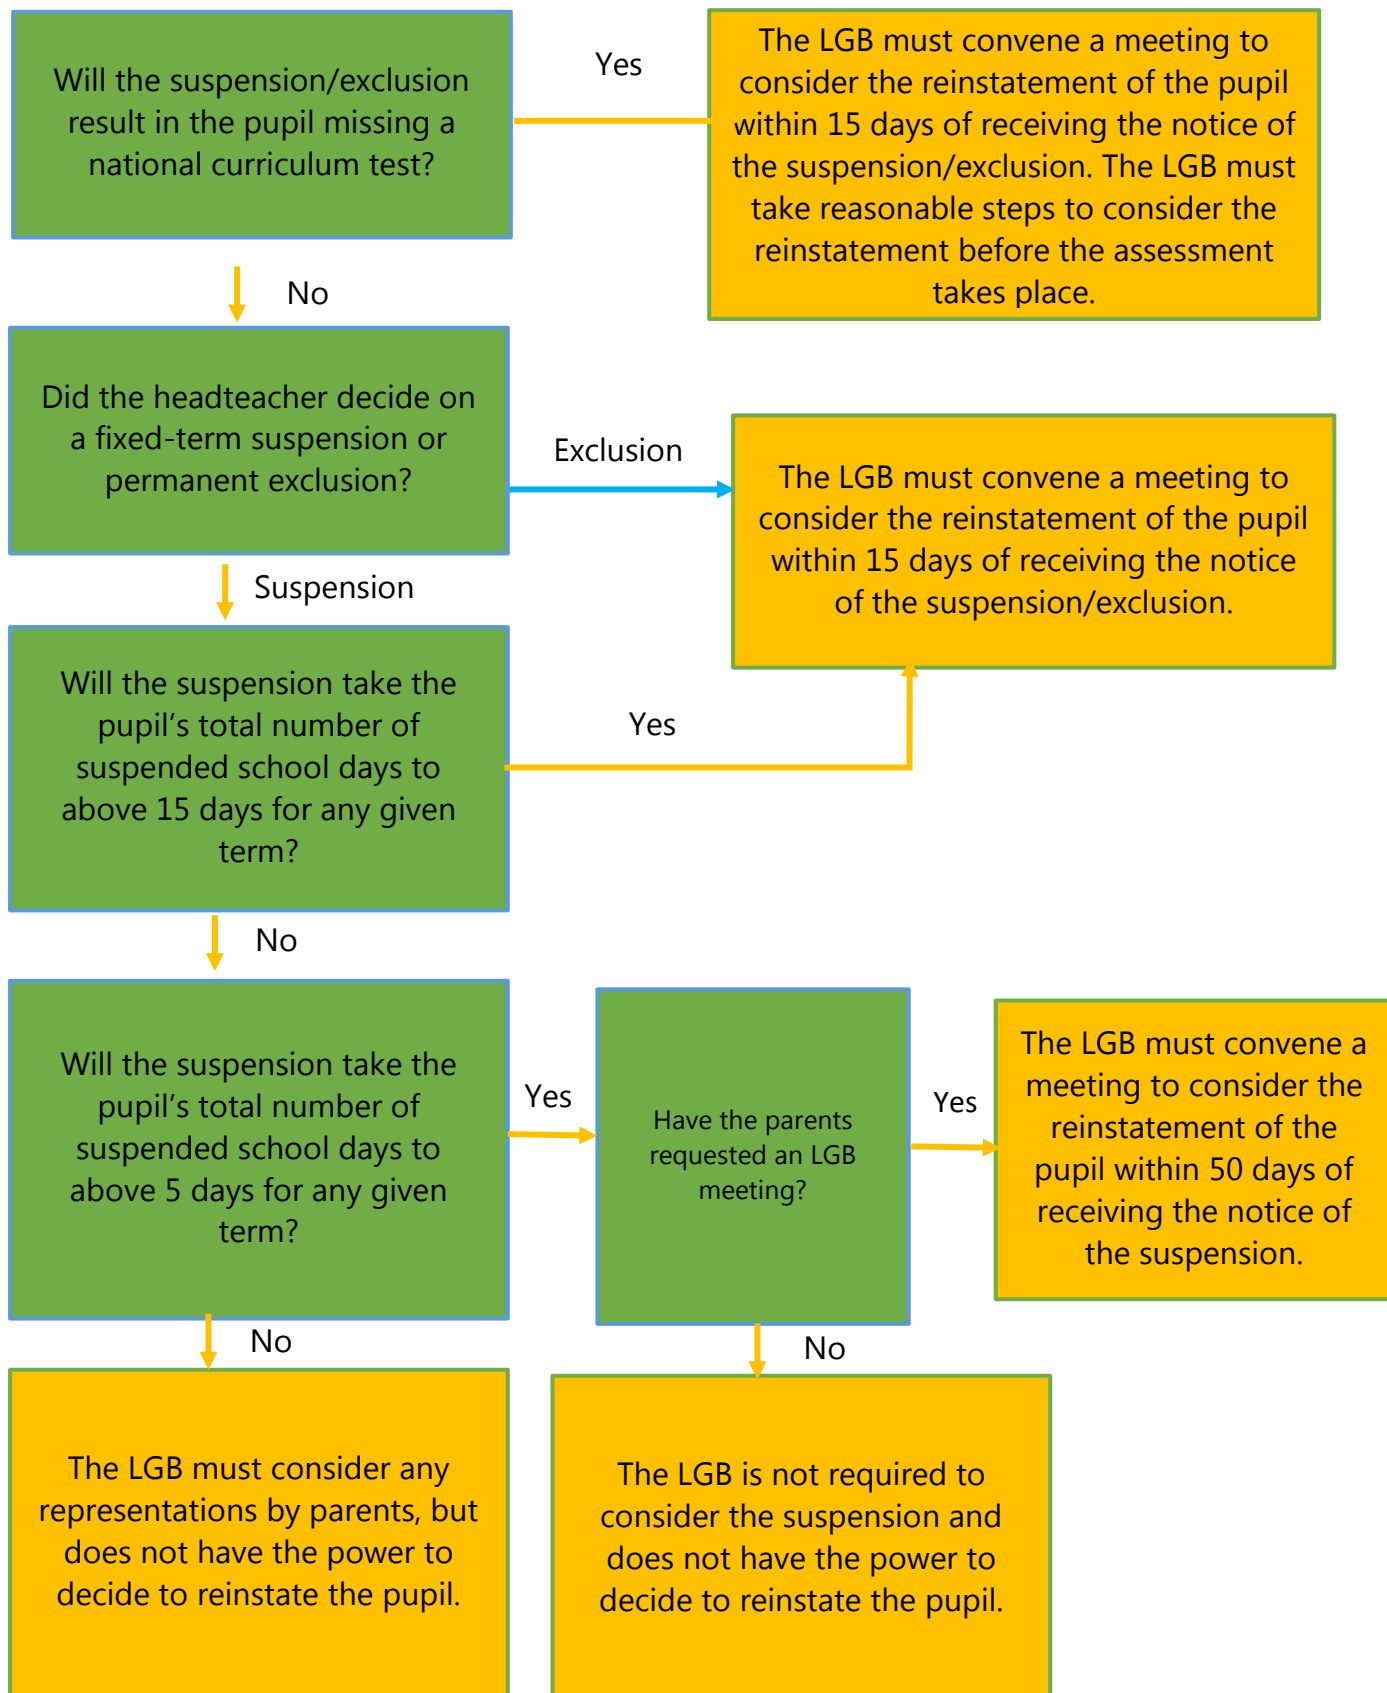 Will the suspension/exclusion
result in the pupil missing a
national curriculum test?
Yes
The LGB must convene a meeting to
consider the reinstatement of the pupil
within 15 days of receiving the notice of
the suspension/exclusion. The LGB must
take reasonable steps to consider the
reinstatement before the assessment
takes place.
No
Did the headteacher decide on
a fixed-term suspension or
permanent exclusion?
Exclusion
The LGB must convene a meeting to
consider the reinstatement of the pupil
within 15 days of receiving the notice
of the suspension/exclusion.
Suspension
Will the suspension take the
pupil’s total number of
suspended school days to
above 15 days for any given
term?
Yes
No
Will the suspension take the
pupil’s total number of
suspended school days to
above 5 days for any given
term?
Yes
Have the parents
requested an LGB
meeting?
Yes
The LGB must convene a
meeting to consider the
reinstatement of the
pupil within 50 days of
receiving the notice of
the suspension.
No
No
The LGB must consider any
representations by parents, but
does not have the power to
decide to reinstate the pupil.
The LGB is not required to
consider the suspension and
does not have the power to
decide to reinstate the pupil.